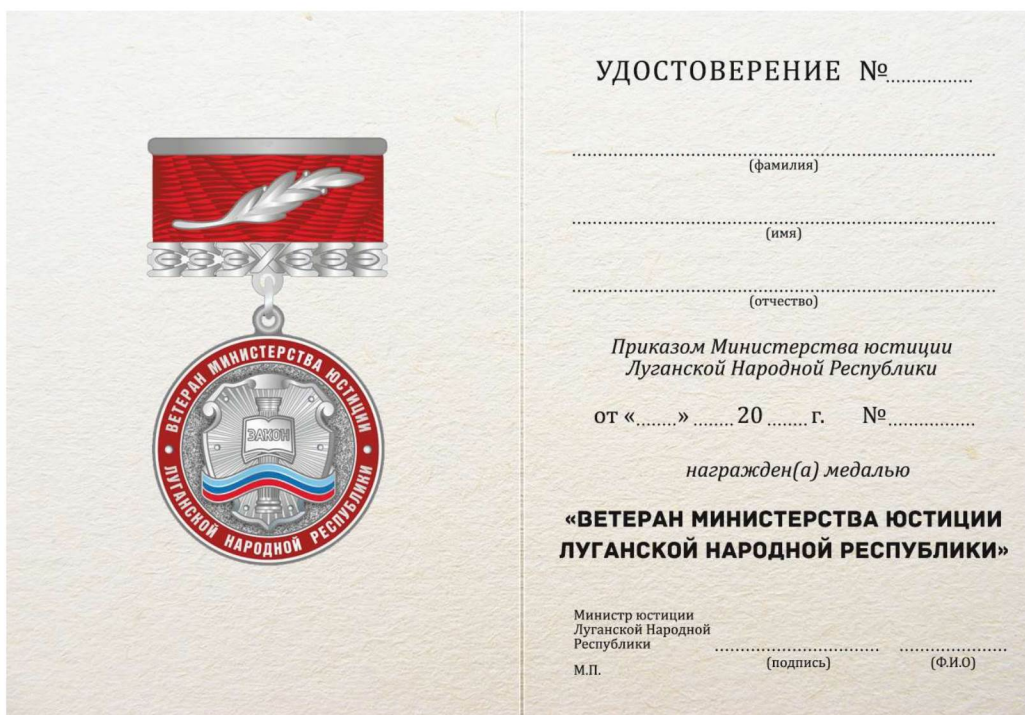 ВЕТЕРАН МИНИСТЕРСТВА ЮСТИЦИИ
ЛУГАНСКОЙ НАРОДНОЙ РЕСПУБЛИКИ
ЗАКОН
УДОСТОВЕРЕНИЕ №................
(фамилия)
(имя)
(отчество)
Приказом Министерства юстиции
Луганской Народной Республики
от «........» ........ 20 ........ г. №................
награжден(а) медалью
«ВЕТЕРАН МИНИСТЕРСТВА ЮСТИЦИИ
ЛУГАНСКОЙ НАРОДНОЙ РЕСПУБЛИКИ»
Министр юстиции
Луганской Народной
Республики
(подпись) (Ф.И.О)
М.П.